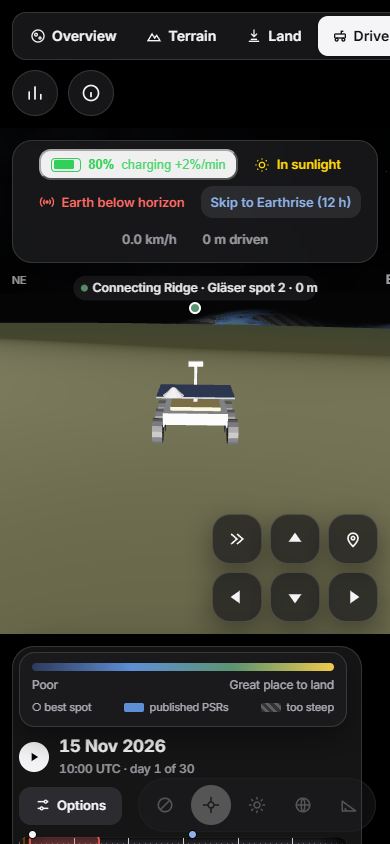 Overview Terrain Land Drive
80% charging +2%/min In sunlight
Earth below horizon Skip to Earthrise (12 h)
0.0 km/h 0 m driven
NE
Connecting Ridge · Gläser spot 2 · 0 m
Poor Great place to land
best spot published PSRs too steep
15 Nov 2026
10:00 UTC · day 1 of 30
Options